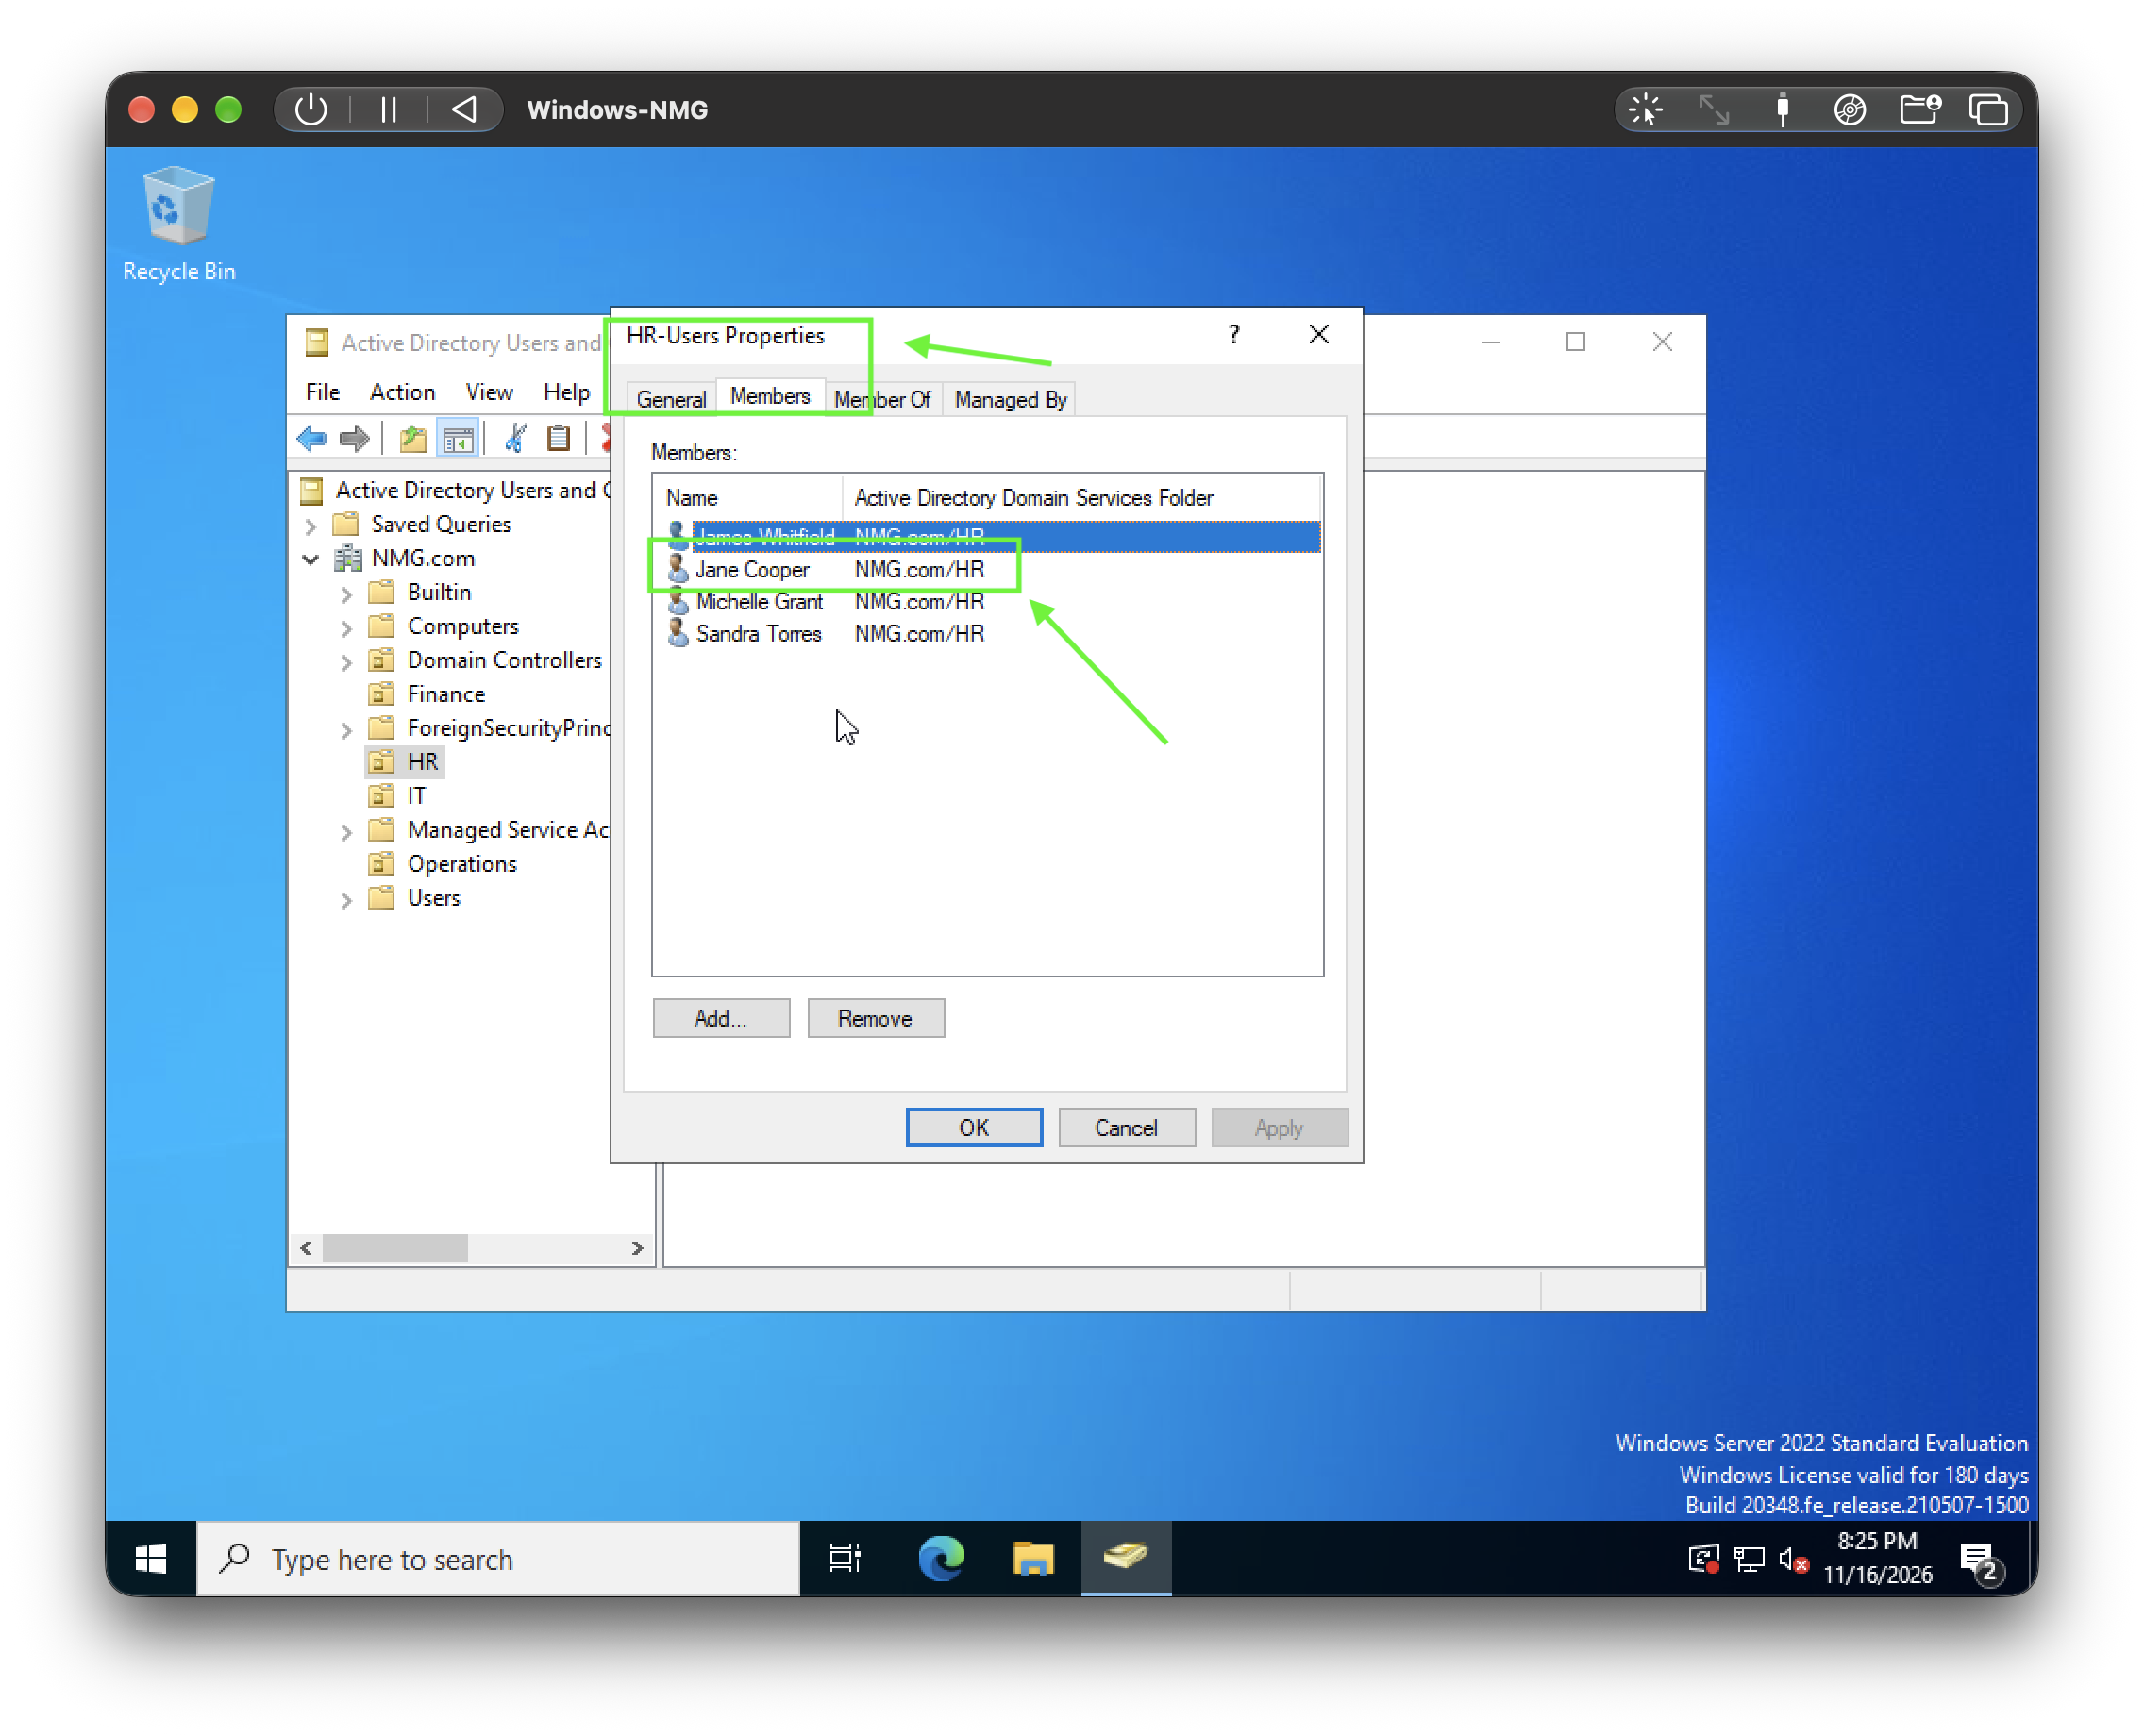 Windows-NMG
Recycle Bin
Active Directory Users and
HR-Users Properties
?
File Action View Help
General Members Member Of Managed By
Members:
Name Active Directory Domain Services Folder
James Whitfield NMG.com/HR
Jane Cooper NMG.com/HR
Michelle Grant NMG.com/HR
Sandra Torres NMG.com/HR
Add... Remove
OK Cancel Apply
Active Directory Users and C
Saved Queries
NMG.com
Builtin
Computers
Domain Controllers
Finance
ForeignSecurityPrinc
HR
IT
Managed Service Ac
Operations
Users
Windows Server 2022 Standard Evaluation
Windows License valid for 180 days
Build 20348.fe_release.210507-1500
Type here to search
8:25 PM
11/16/2026
2